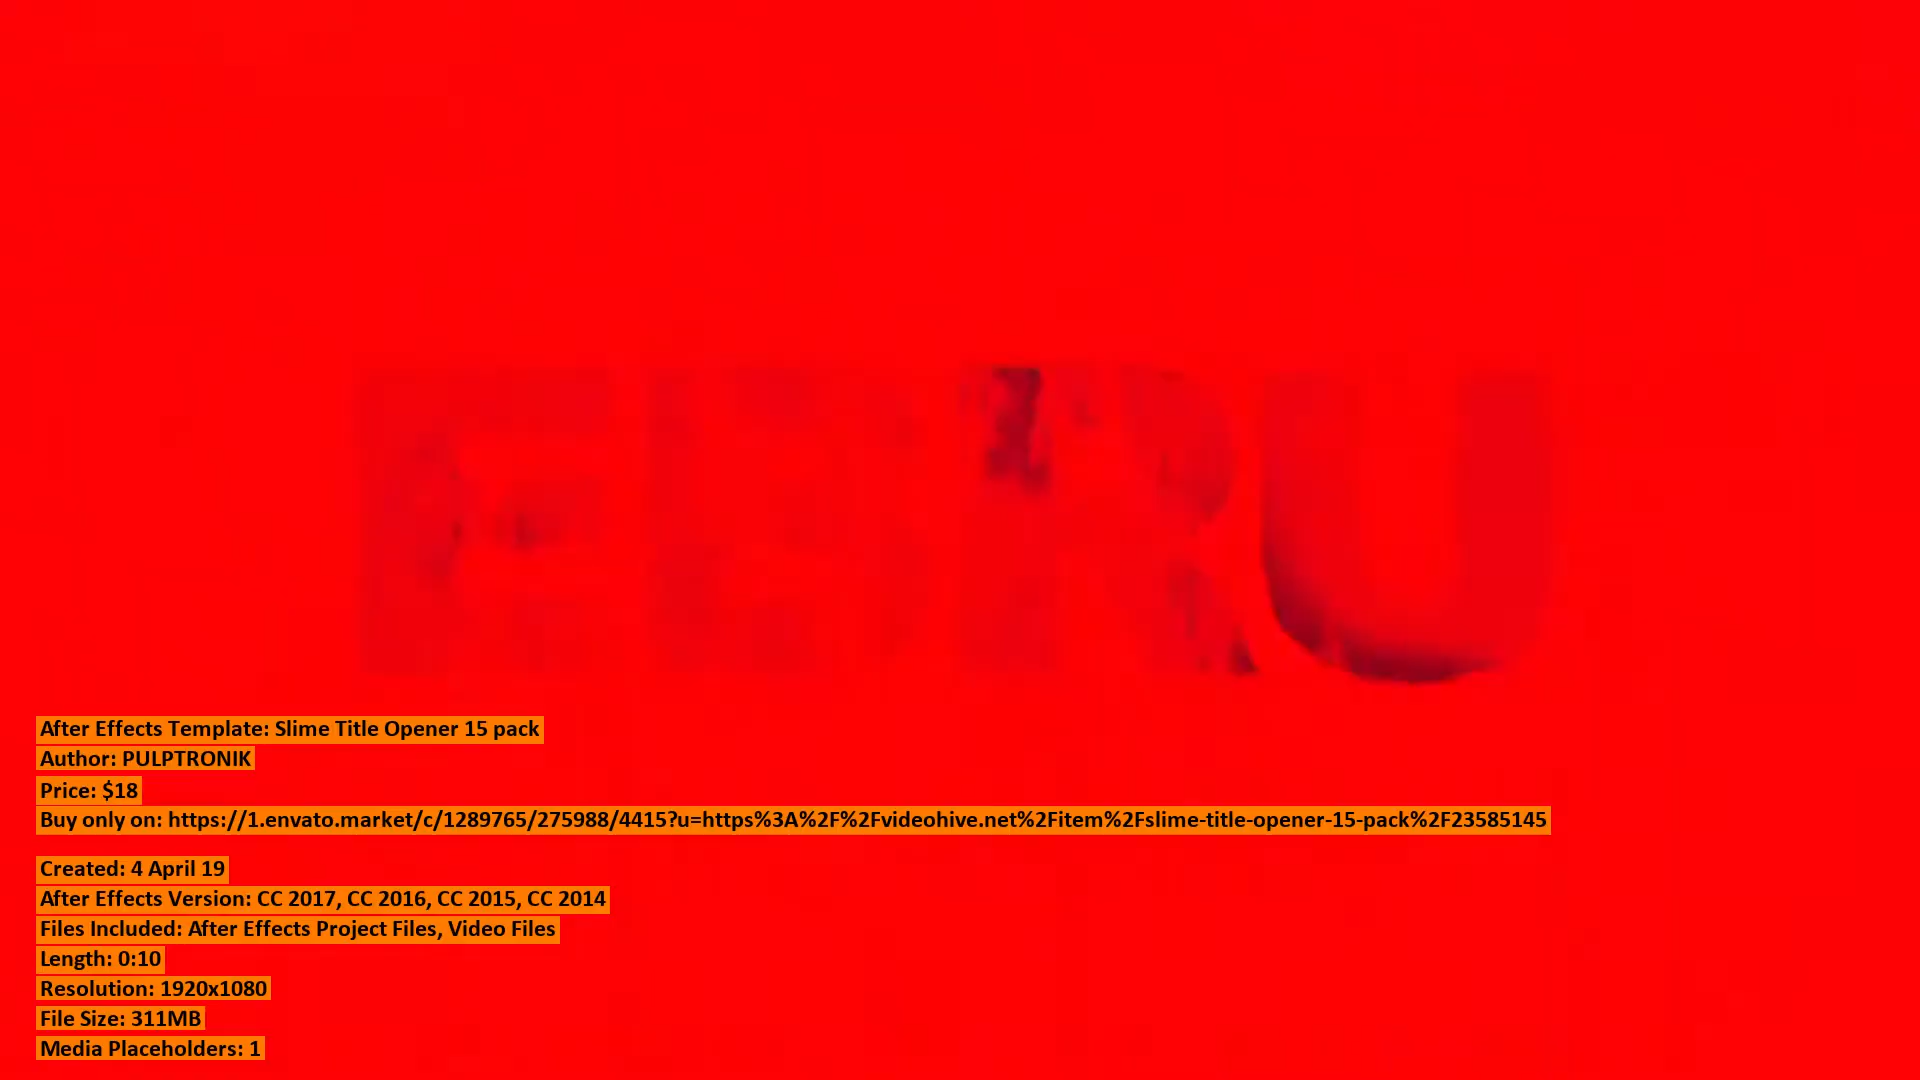 After Effects Template: Slime Title Opener 15 pack
Author: PULPTRONIK
Price: $18
Buy only on: https://1.envato.market/c/1289765/275988/4415?u=https%3A%2F%2Fvideohive.net%2Fitem%2Fslime-title-opener-15-pack%2F23585145
Created: 4 April 19
After Effects Version: CC 2017, CC 2016, CC 2015, CC 2014
Files Included: After Effects Project Files, Video Files
Length: 0:10
Resolution: 1920x1080
File Size: 311MB
Media Placeholders: 1